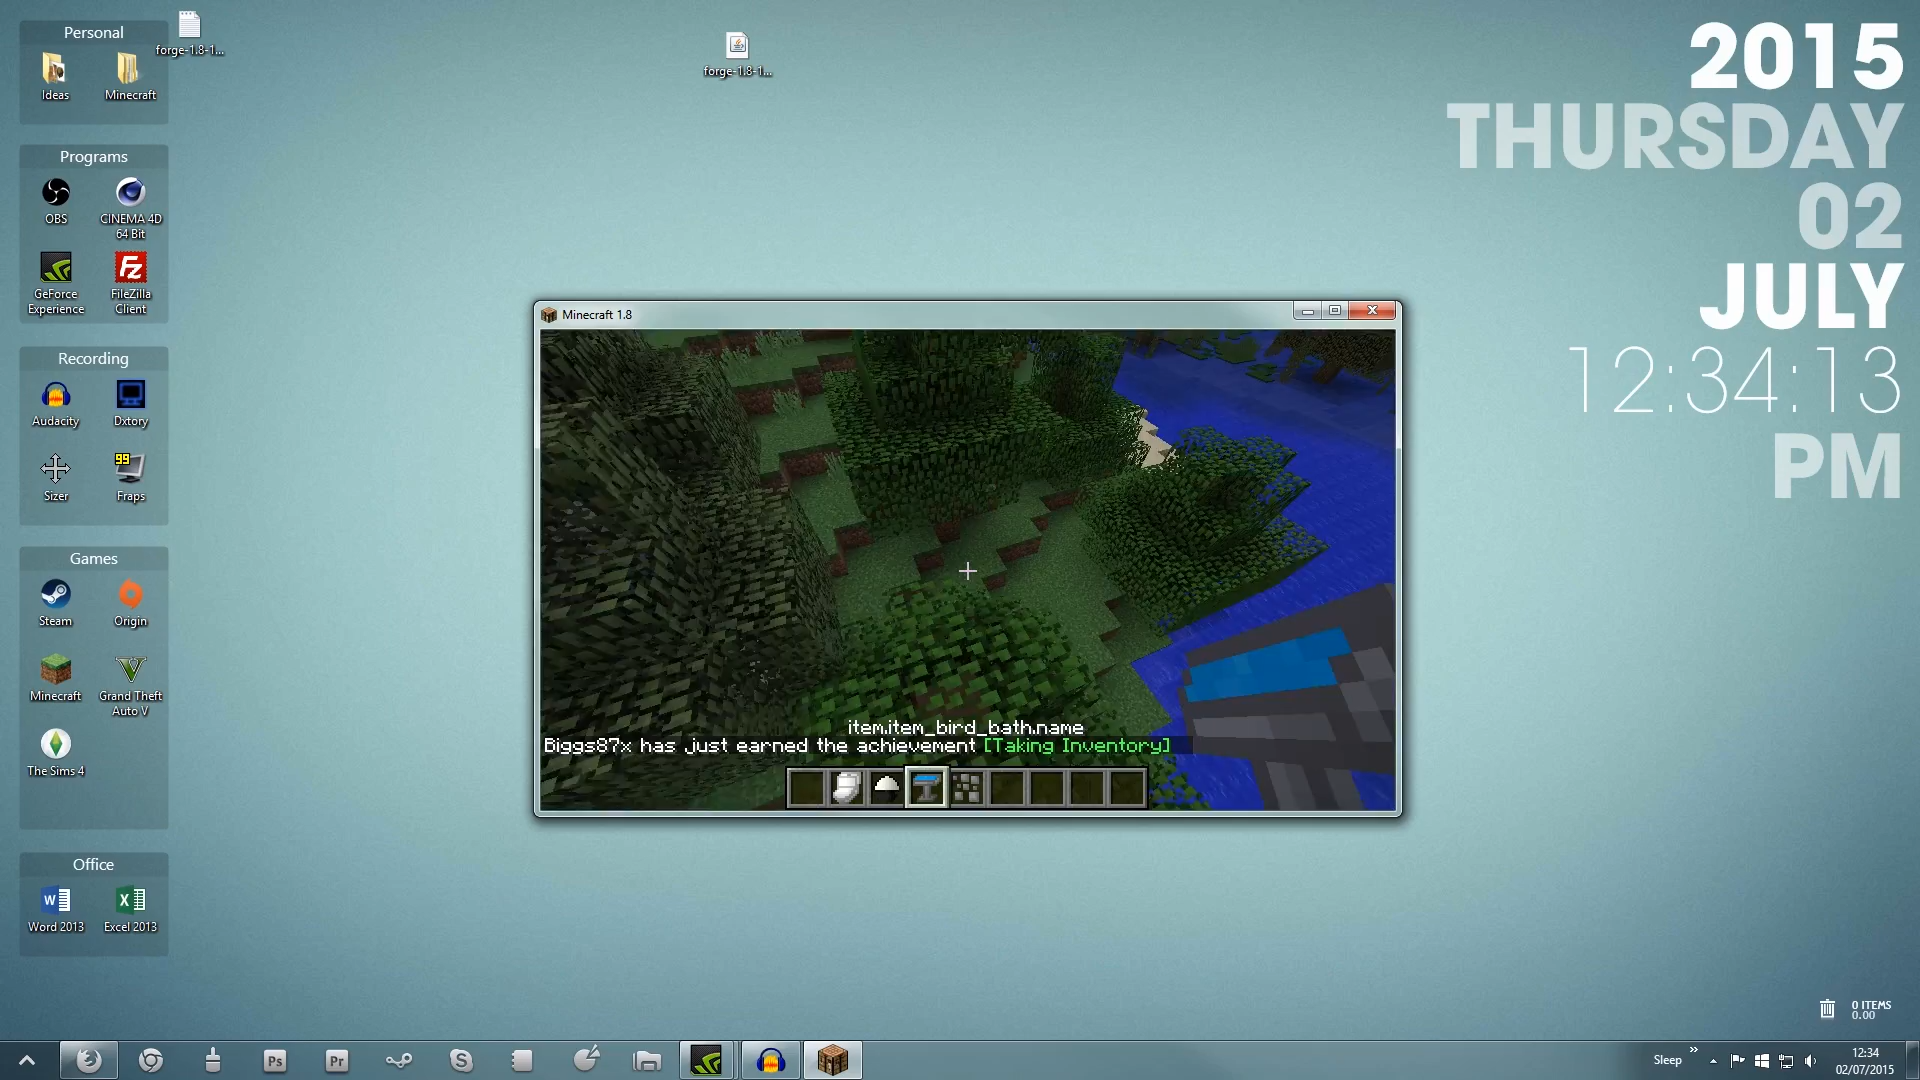 Personal
Ideas
Minecraft
forge-1.8-1...
forge-1.8-1...
Programs
OBS
CINEMA 4D
64 Bit
GeForce
Experience
FileZilla
Client
Recording
Audacity
Dxtory
Sizer
99
Fraps
Games
Steam
Origin
Minecraft
Grand Theft
Auto V
The Sims 4
Office
Word 2013
Excel 2013
2015
THURSDAY
02
JULY
12:34:13
PM
Minecraft 1.8
item.item_bird_bath.name
Biggs87x has just earned the achievement [Taking Inventory]
0 ITEMS
0.00
Ps
Pr
Sleep
12:34
02/07/2015